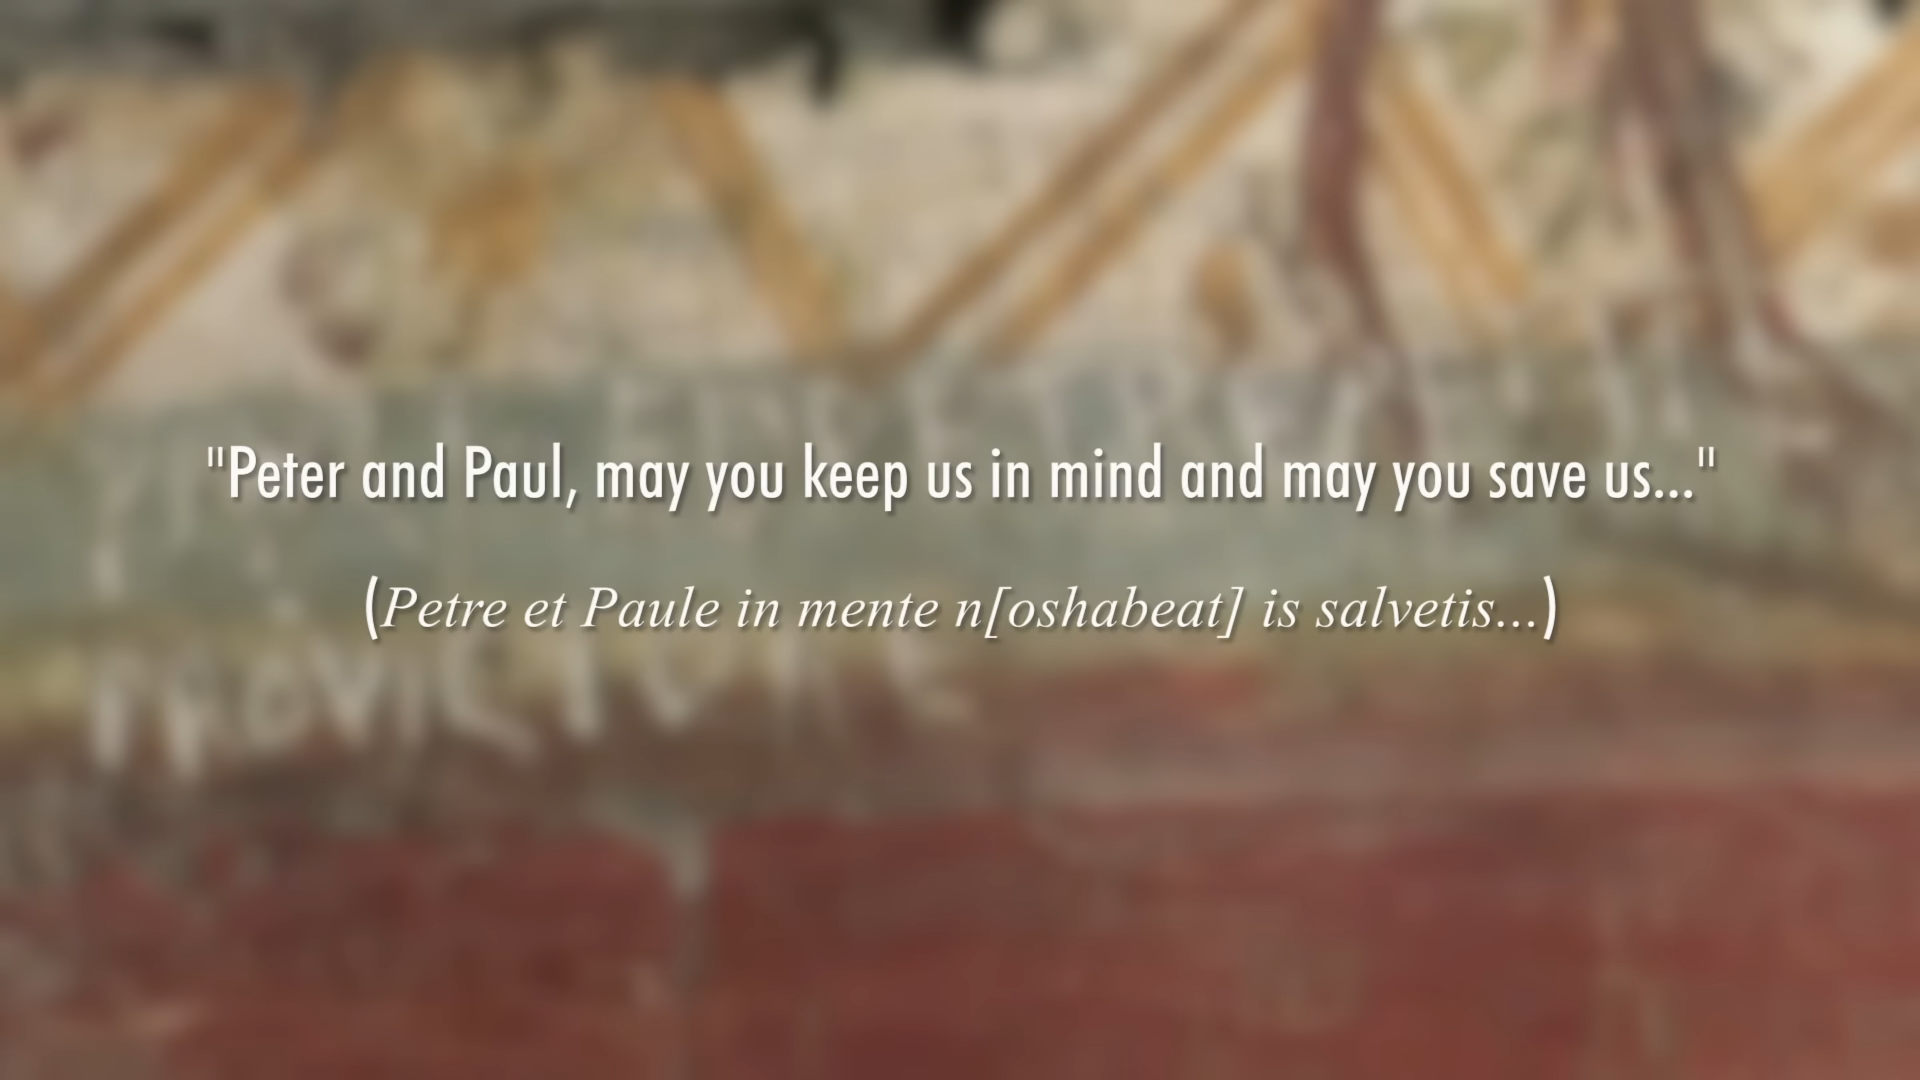 "Peter and Paul, may you keep us in mind and may you save us..."
(Petre et Paule in mente n[oshabeat] is salvetis...)